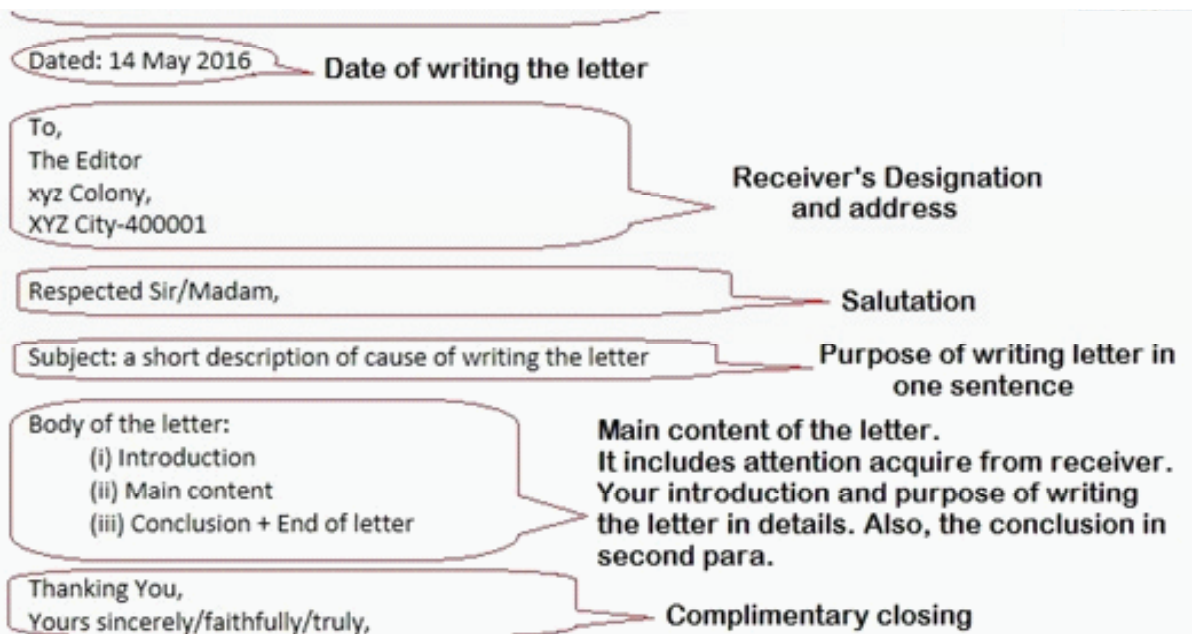 Dated: 14 May 2016
Date of writing the letter
To,
The Editor
xyz Colony,
XYZ City-400001
Receiver's Designation
and address
Respected Sir/Madam,
Salutation
Subject: a short description of cause of writing the letter
Purpose of writing letter in
one sentence
Body of the letter:
(i) Introduction
(ii) Main content
(iii) Conclusion + End of letter
Main content of the letter.
It includes attention acquire from receiver.
Your introduction and purpose of writing
the letter in details. Also, the conclusion in
second para.
Thanking You,
Yours sincerely/faithfully/truly,
Complimentary closing